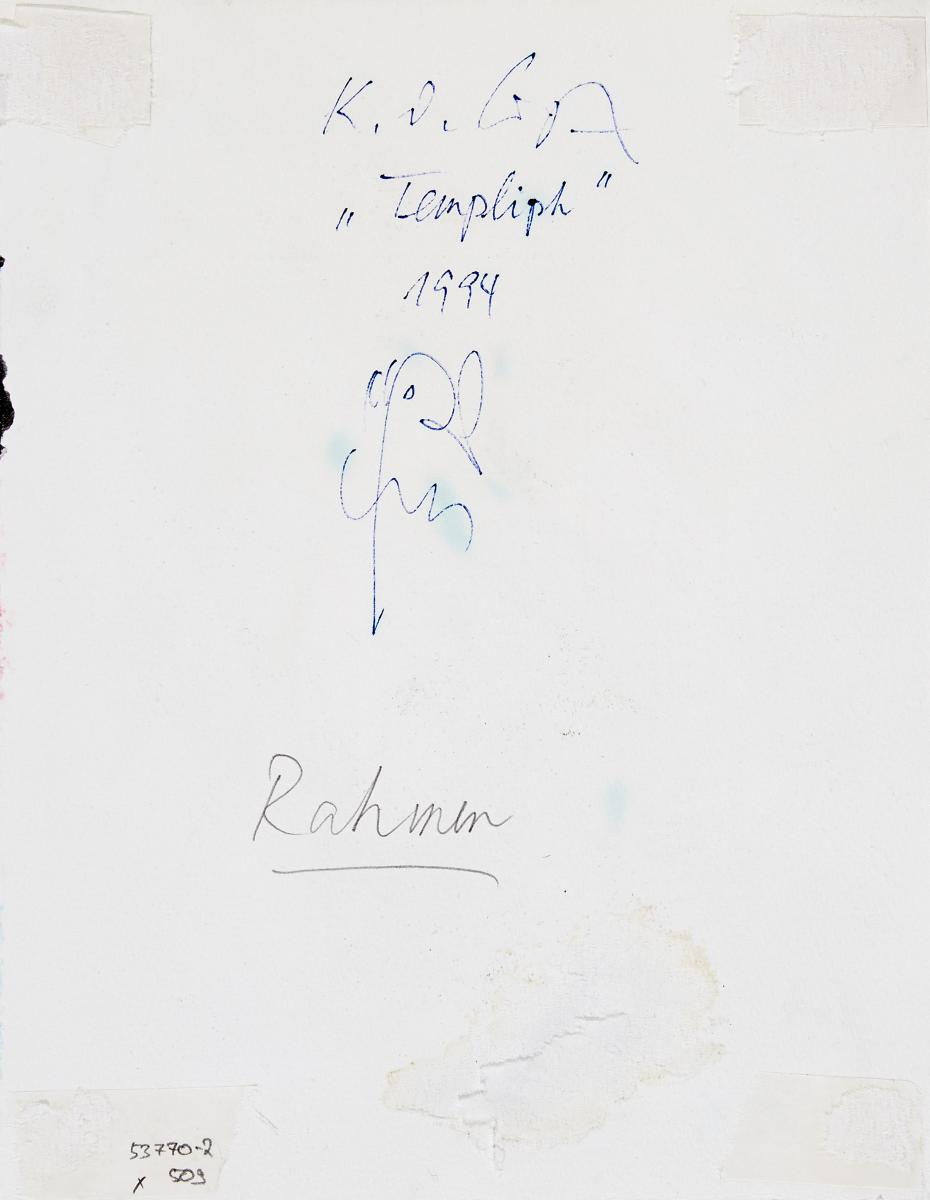 K. O.
„Templiph"
1994
Rahmen
53770-2
x 509